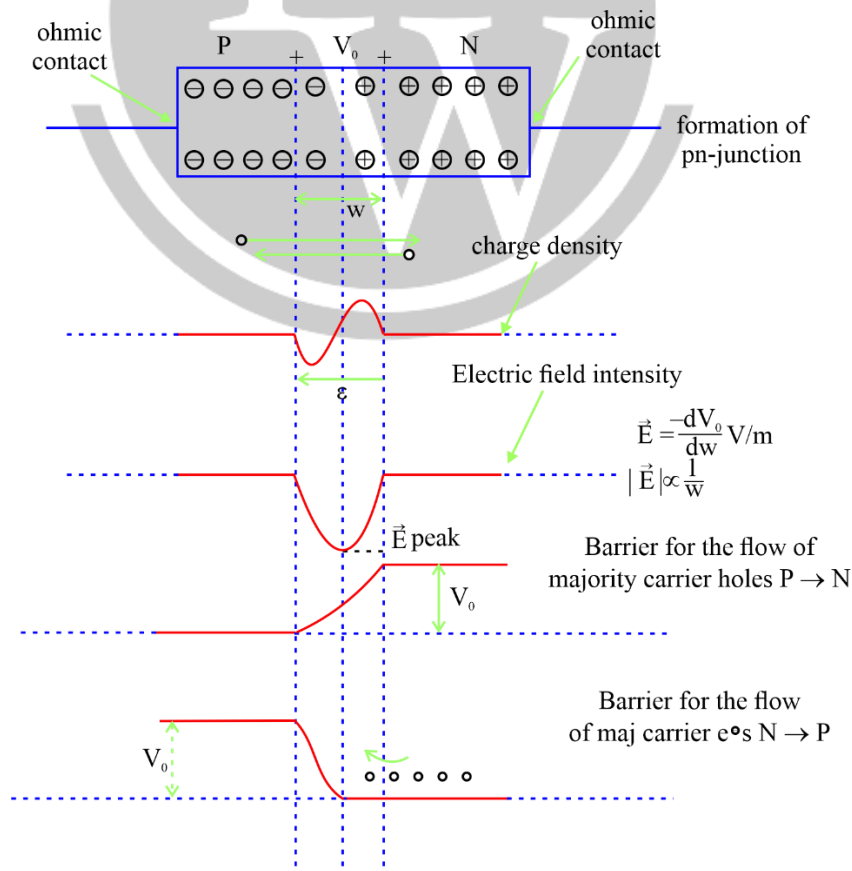 ohmic
contact
P
V₀
N
ohmic
contact
+
+
⊖ ⊖ ⊖ ⊖ ⊖ ⊕ ⊕ ⊕ ⊕ ⊕
⊖ ⊖ ⊖ ⊖ ⊖ ⊕ ⊕ ⊕ ⊕ ⊕
formation of
pn-junction
w
charge density
ε
Electric field intensity
E⃗ = −dV₀/dw V/m
| E⃗ | ∝ 1/w
E⃗ peak
Barrier for the flow of
majority carrier holes P → N
V₀
Barrier for the flow
of maj carrier e∘s N → P
V₀